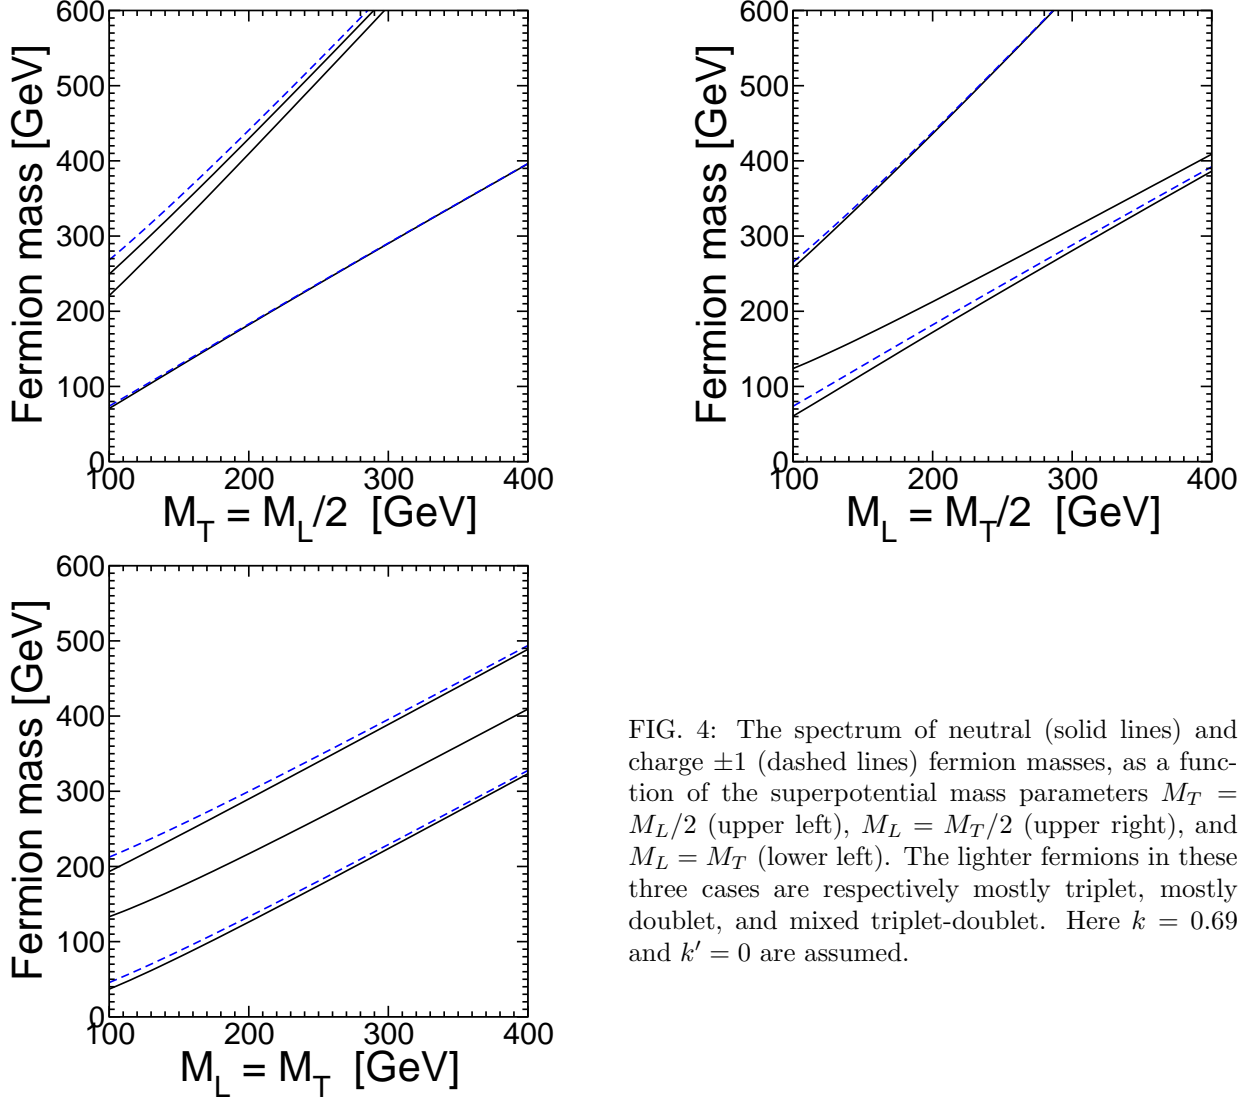 600
500
400
300
200
100
0
Fermion mass [GeV]
100 200 300 400
M_T = M_L/2 [GeV]
600
500
400
300
200
100
0
Fermion mass [GeV]
100 200 300 400
M_L = M_T/2 [GeV]
600
500
400
300
200
100
0
Fermion mass [GeV]
100 200 300 400
M_L = M_T [GeV]
FIG. 4: The spectrum of neutral (solid lines) and
charge ±1 (dashed lines) fermion masses, as a func-
tion of the superpotential mass parameters M_T =
M_L/2 (upper left), M_L = M_T/2 (upper right), and
M_L = M_T (lower left). The lighter fermions in these
three cases are respectively mostly triplet, mostly
doublet, and mixed triplet-doublet. Here k = 0.69
and k′ = 0 are assumed.